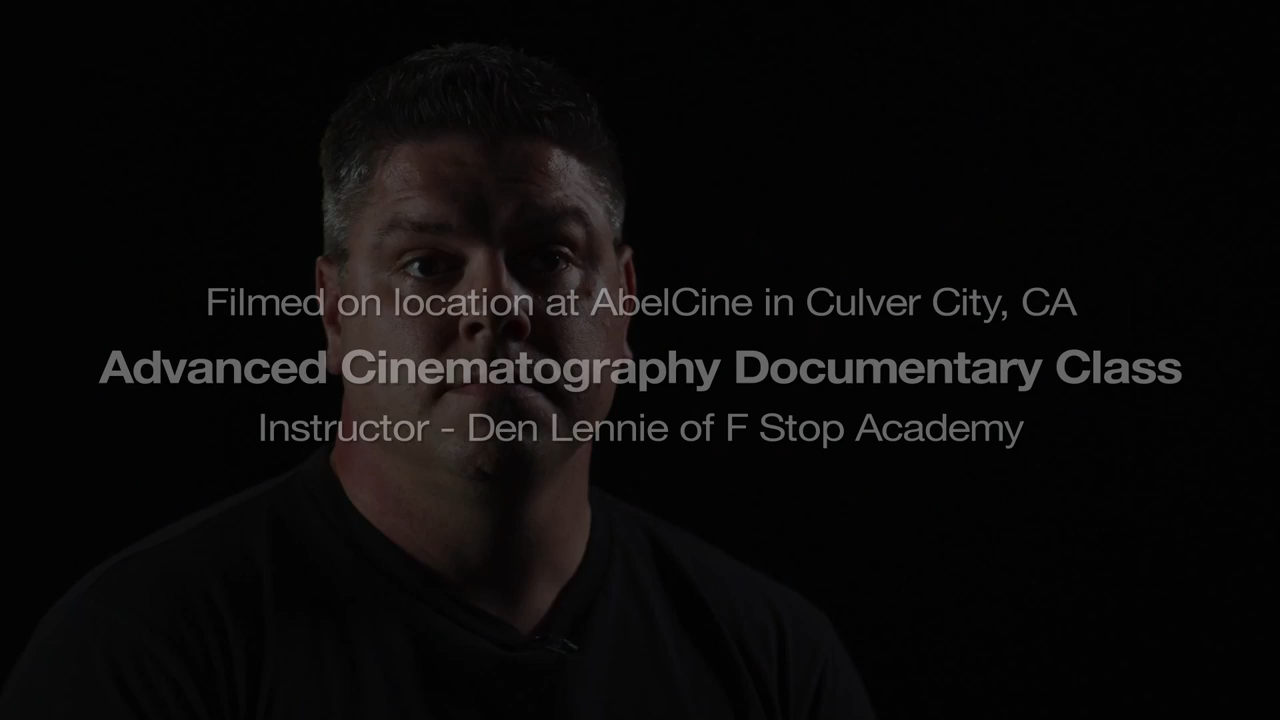 Filmed on location at AbelCine in Culver City, CA
Advanced Cinematography Documentary Class
Instructor - Den Lennie of F Stop Academy